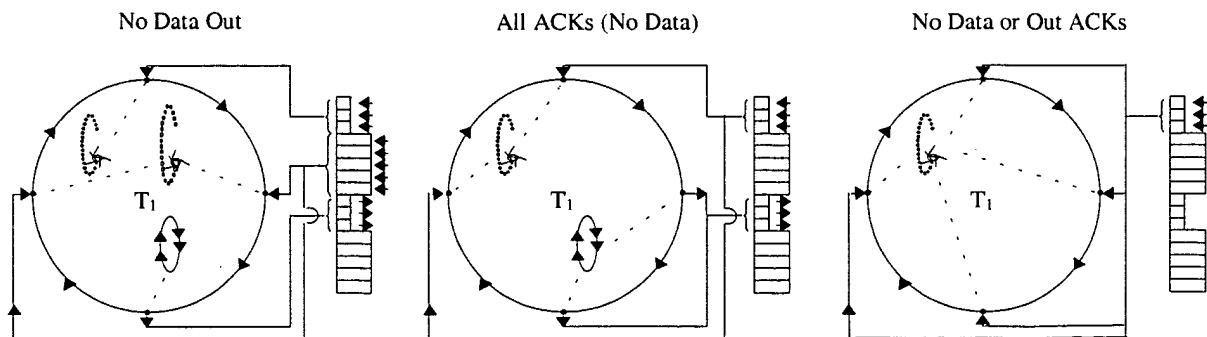 No Data Out
All ACKs (No Data)
No Data or Out ACKs
T1
T1
T1